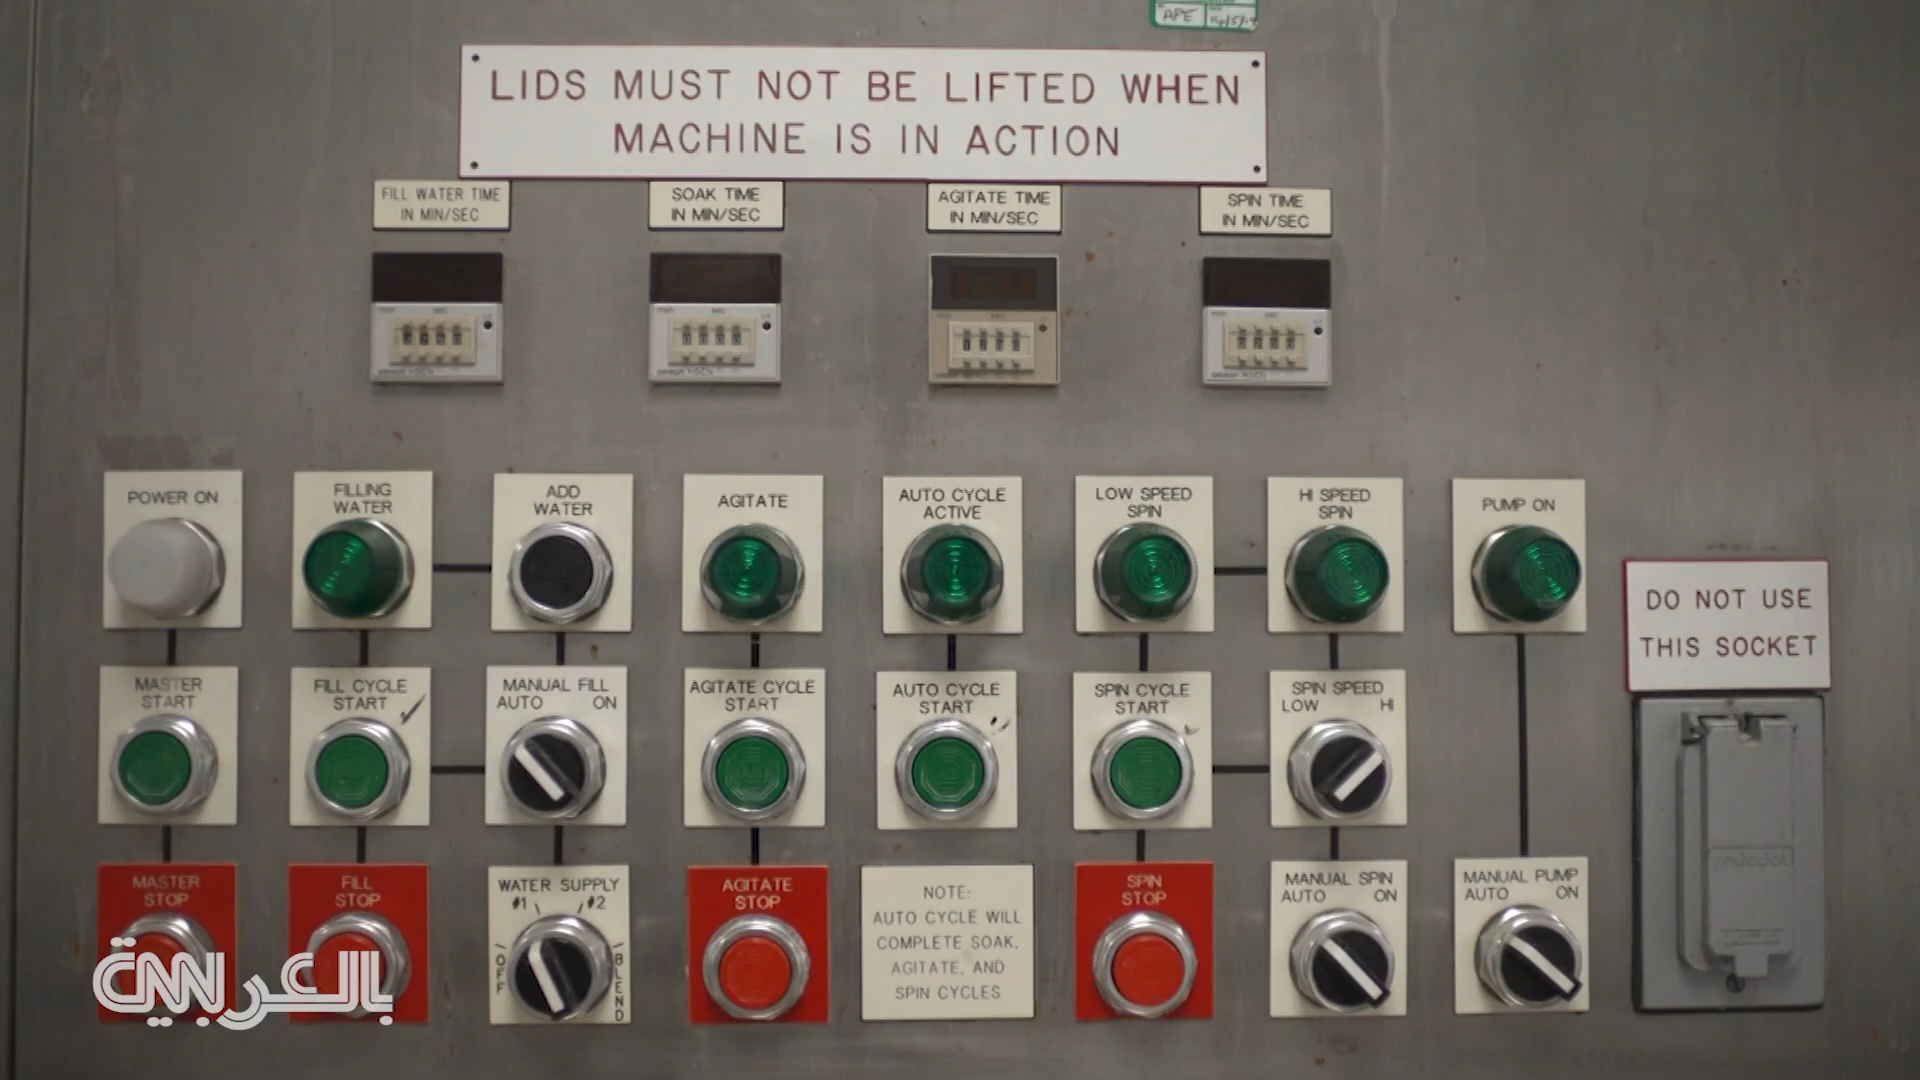 APE
LIDS MUST NOT BE LIFTED WHEN
MACHINE IS IN ACTION
FILL WATER TIME
IN MIN/SEC
SOAK TIME
IN MIN/SEC
AGITATE TIME
IN MIN/SEC
SPIN TIME
IN MIN/SEC
POWER ON
FILLING
WATER
ADD
WATER
AGITATE
AUTO CYCLE
ACTIVE
LOW SPEED
SPIN
HI SPEED
SPIN
PUMP ON
DO NOT USE
THIS SOCKET
MASTER
START
FILL CYCLE
START
MANUAL FILL
AUTO ON
AGITATE CYCLE
START
AUTO CYCLE
START
SPIN CYCLE
START
SPIN SPEED
LOW HI
MASTER
STOP
FILL
STOP
WATER SUPPLY
#1 #2
OFF
BLEND
AGITATE
STOP
NOTE:
AUTO CYCLE WILL
COMPLETE SOAK,
AGITATE, AND
SPIN CYCLES
SPIN
STOP
MANUAL SPIN
AUTO ON
MANUAL PUMP
AUTO ON
CNN بالعربية